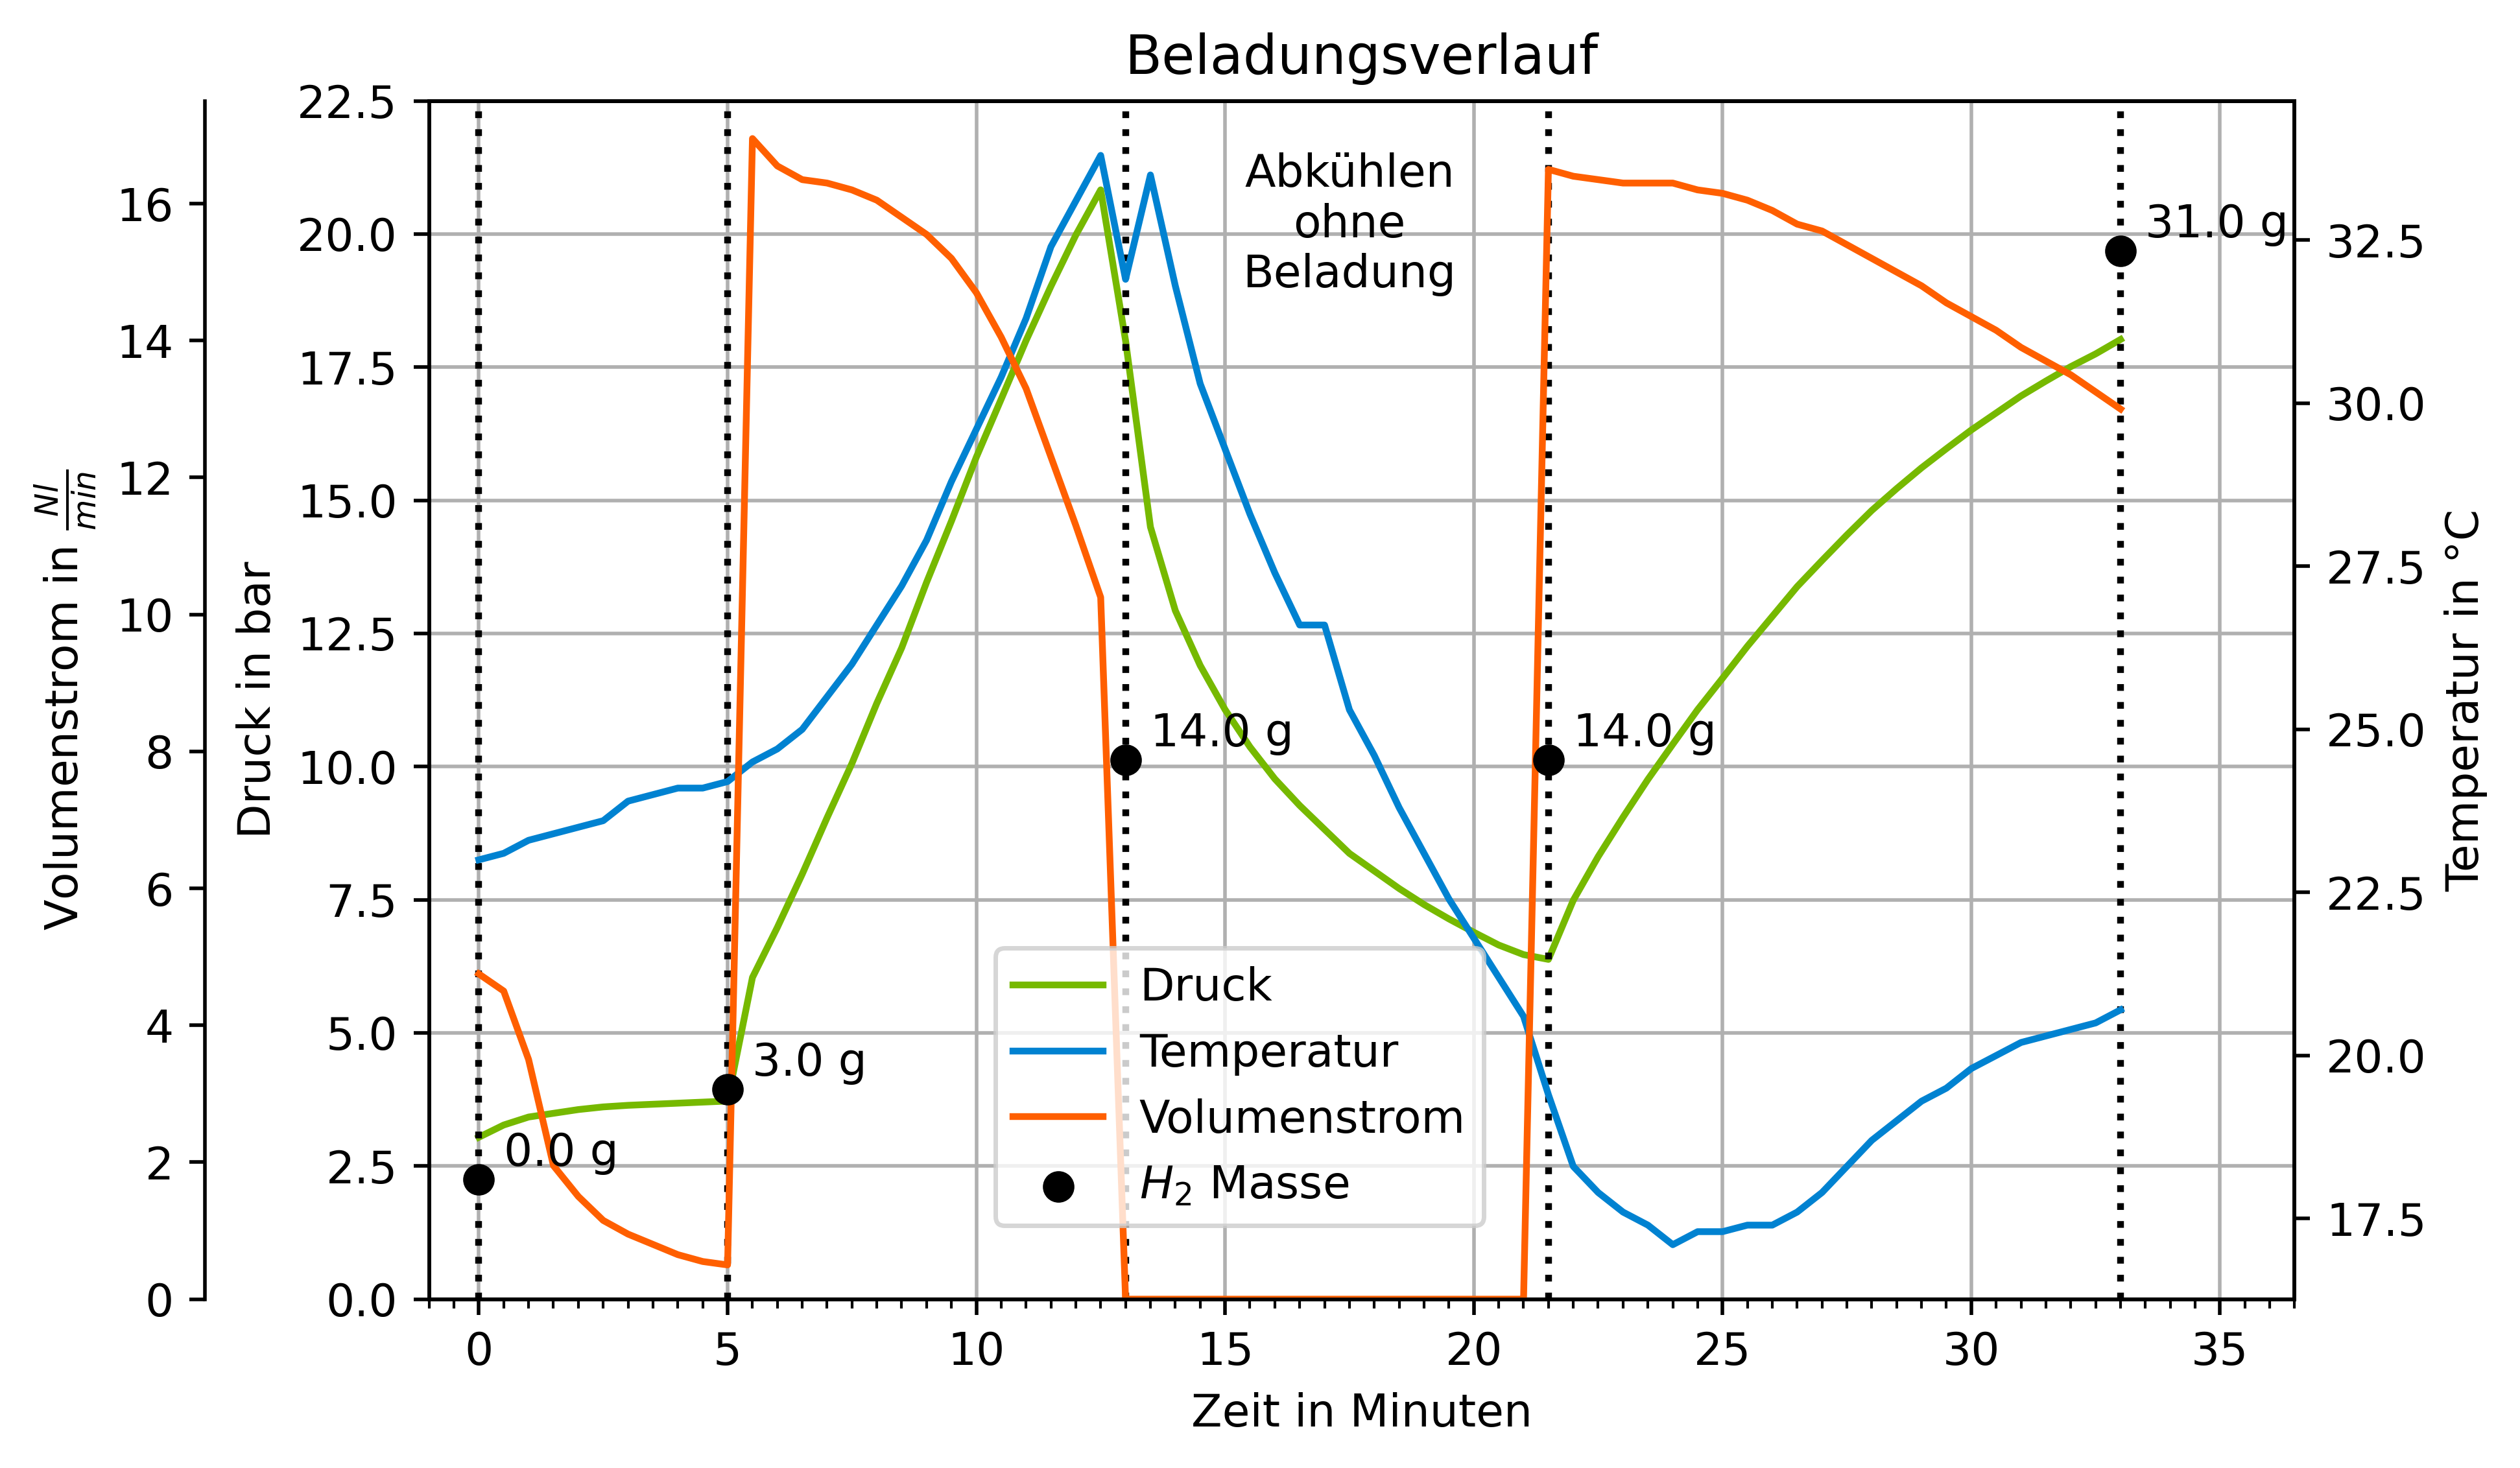 Beladungsverlauf
Volumenstrom in Nl/min
16
14
12
10
8
6
4
2
0
Druck in bar
22.5
20.0
17.5
15.0
12.5
10.0
7.5
5.0
2.5
0.0
Abkühlen
ohne
Beladung
0.0 g
3.0 g
14.0 g
14.0 g
31.0 g
Druck
Temperatur
Volumenstrom
H₂ Masse
32.5
30.0
27.5
25.0
22.5
20.0
17.5
Temperatur in °C
0 5 10 15 20 25 30 35
Zeit in Minuten